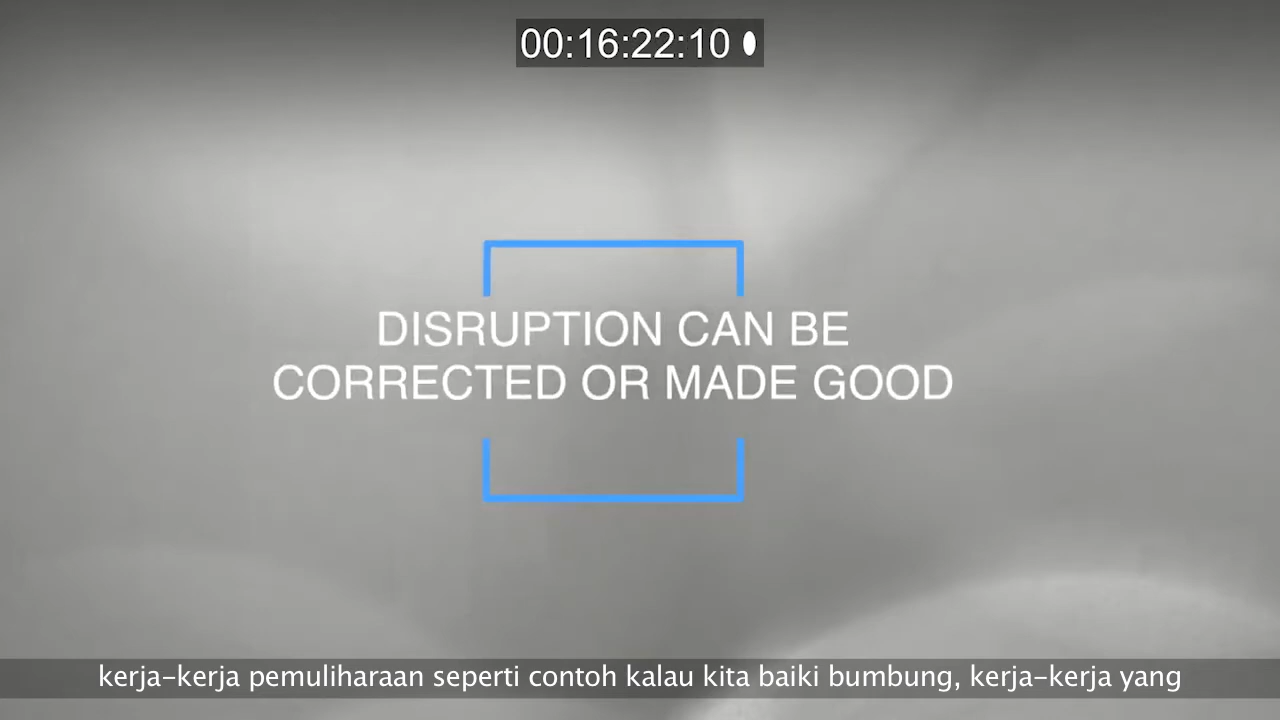 00:16:22:10
DISRUPTION CAN BE
CORRECTED OR MADE GOOD
kerja-kerja pemuliharaan seperti contoh kalau kita baiki bumbung, kerja-kerja yang